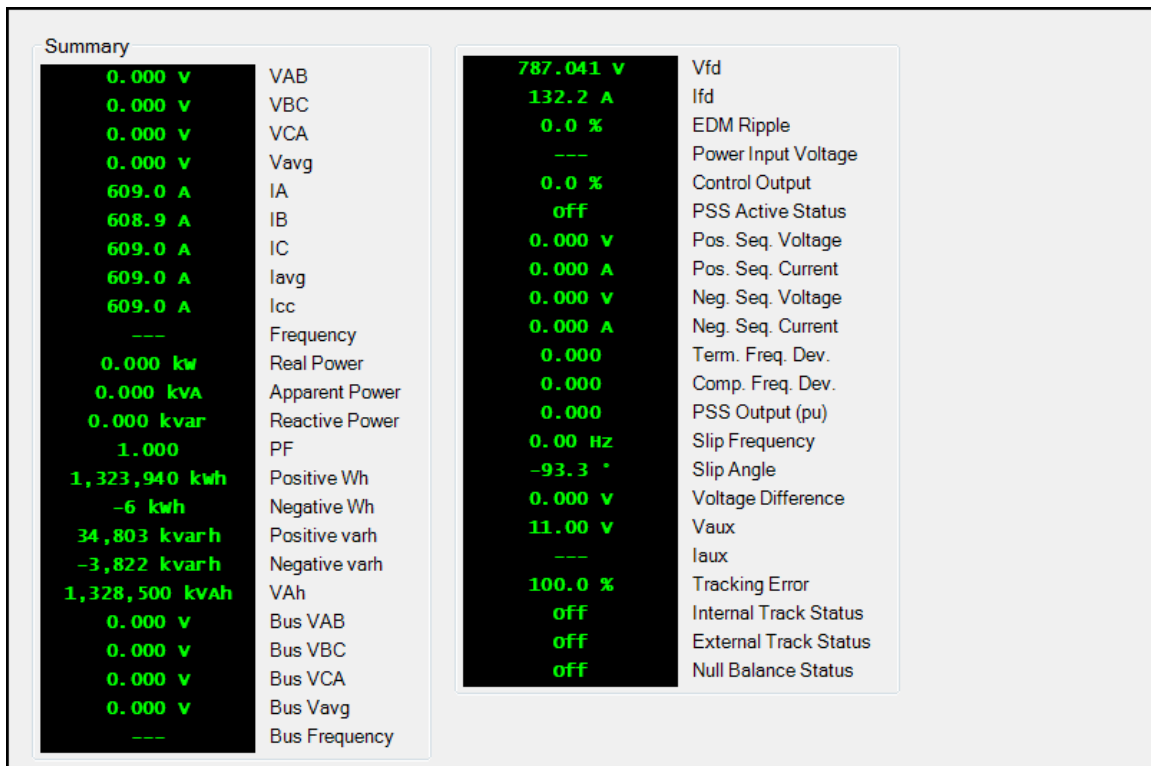 Summary
0.000 V VAB
0.000 V VBC
0.000 V VCA
0.000 V Vavg
609.0 A IA
608.9 A IB
609.0 A IC
609.0 A Iavg
609.0 A Icc
--- Frequency
0.000 kW Real Power
0.000 kVA Apparent Power
0.000 kvar Reactive Power
1.000 PF
1,323,940 kWh Positive Wh
-6 kWh Negative Wh
34,803 kvarh Positive varh
-3,822 kvarh Negative varh
1,328,500 kVAh VAh
0.000 V Bus VAB
0.000 V Bus VBC
0.000 V Bus VCA
0.000 V Bus Vavg
--- Bus Frequency
787.041 V Vfd
132.2 A Ifd
0.0 % EDM Ripple
--- Power Input Voltage
0.0 % Control Output
Off PSS Active Status
0.000 V Pos. Seq. Voltage
0.000 A Pos. Seq. Current
0.000 V Neg. Seq. Voltage
0.000 A Neg. Seq. Current
0.000 Term. Freq. Dev.
0.000 Comp. Freq. Dev.
0.000 PSS Output (pu)
0.00 Hz Slip Frequency
-93.3 ° Slip Angle
0.000 V Voltage Difference
11.00 V Vaux
--- Iaux
100.0 % Tracking Error
Off Internal Track Status
Off External Track Status
Off Null Balance Status